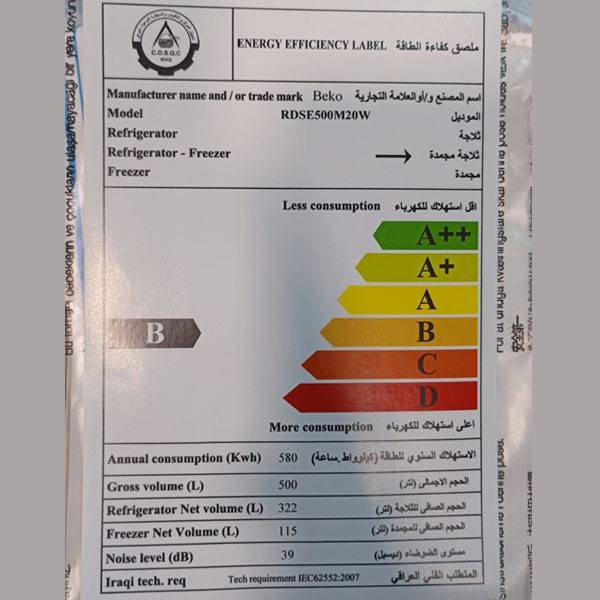 C.O.S.Q.C
IRAQ
ENERGY EFFICIENCY LABEL ملصق كفاءة الطاقة
Manufacturer name and / or trade mark Beko اسم المصنع و/أو العلامة التجارية
Model RDSE500M20W الموديل
Refrigerator ثلاجة
Refrigerator - Freezer → ثلاجة مجمدة
Freezer مجمدة
Less consumption اقل استهلاك للكهرباء
A++
A+
A
B B
C
D
More consumption اعلى استهلاك للكهرباء
Annual consumption (Kwh) 580 الاستهلاك السنوي للطاقة (كيلوواط.ساعة)
Gross volume (L) 500 الحجم الاجمالي (لتر)
Refrigerator Net volume (L) 322 الحجم الصافي للثلاجة (لتر)
Freezer Net Volume (L) 115 الحجم الصافي للمجمدة (لتر)
Noise level (dB) 39 مستوى الضوضاء (ديسبل)
Iraqi tech. req Tech requirement IEC62552:2007 المتطلب الفني العراقي